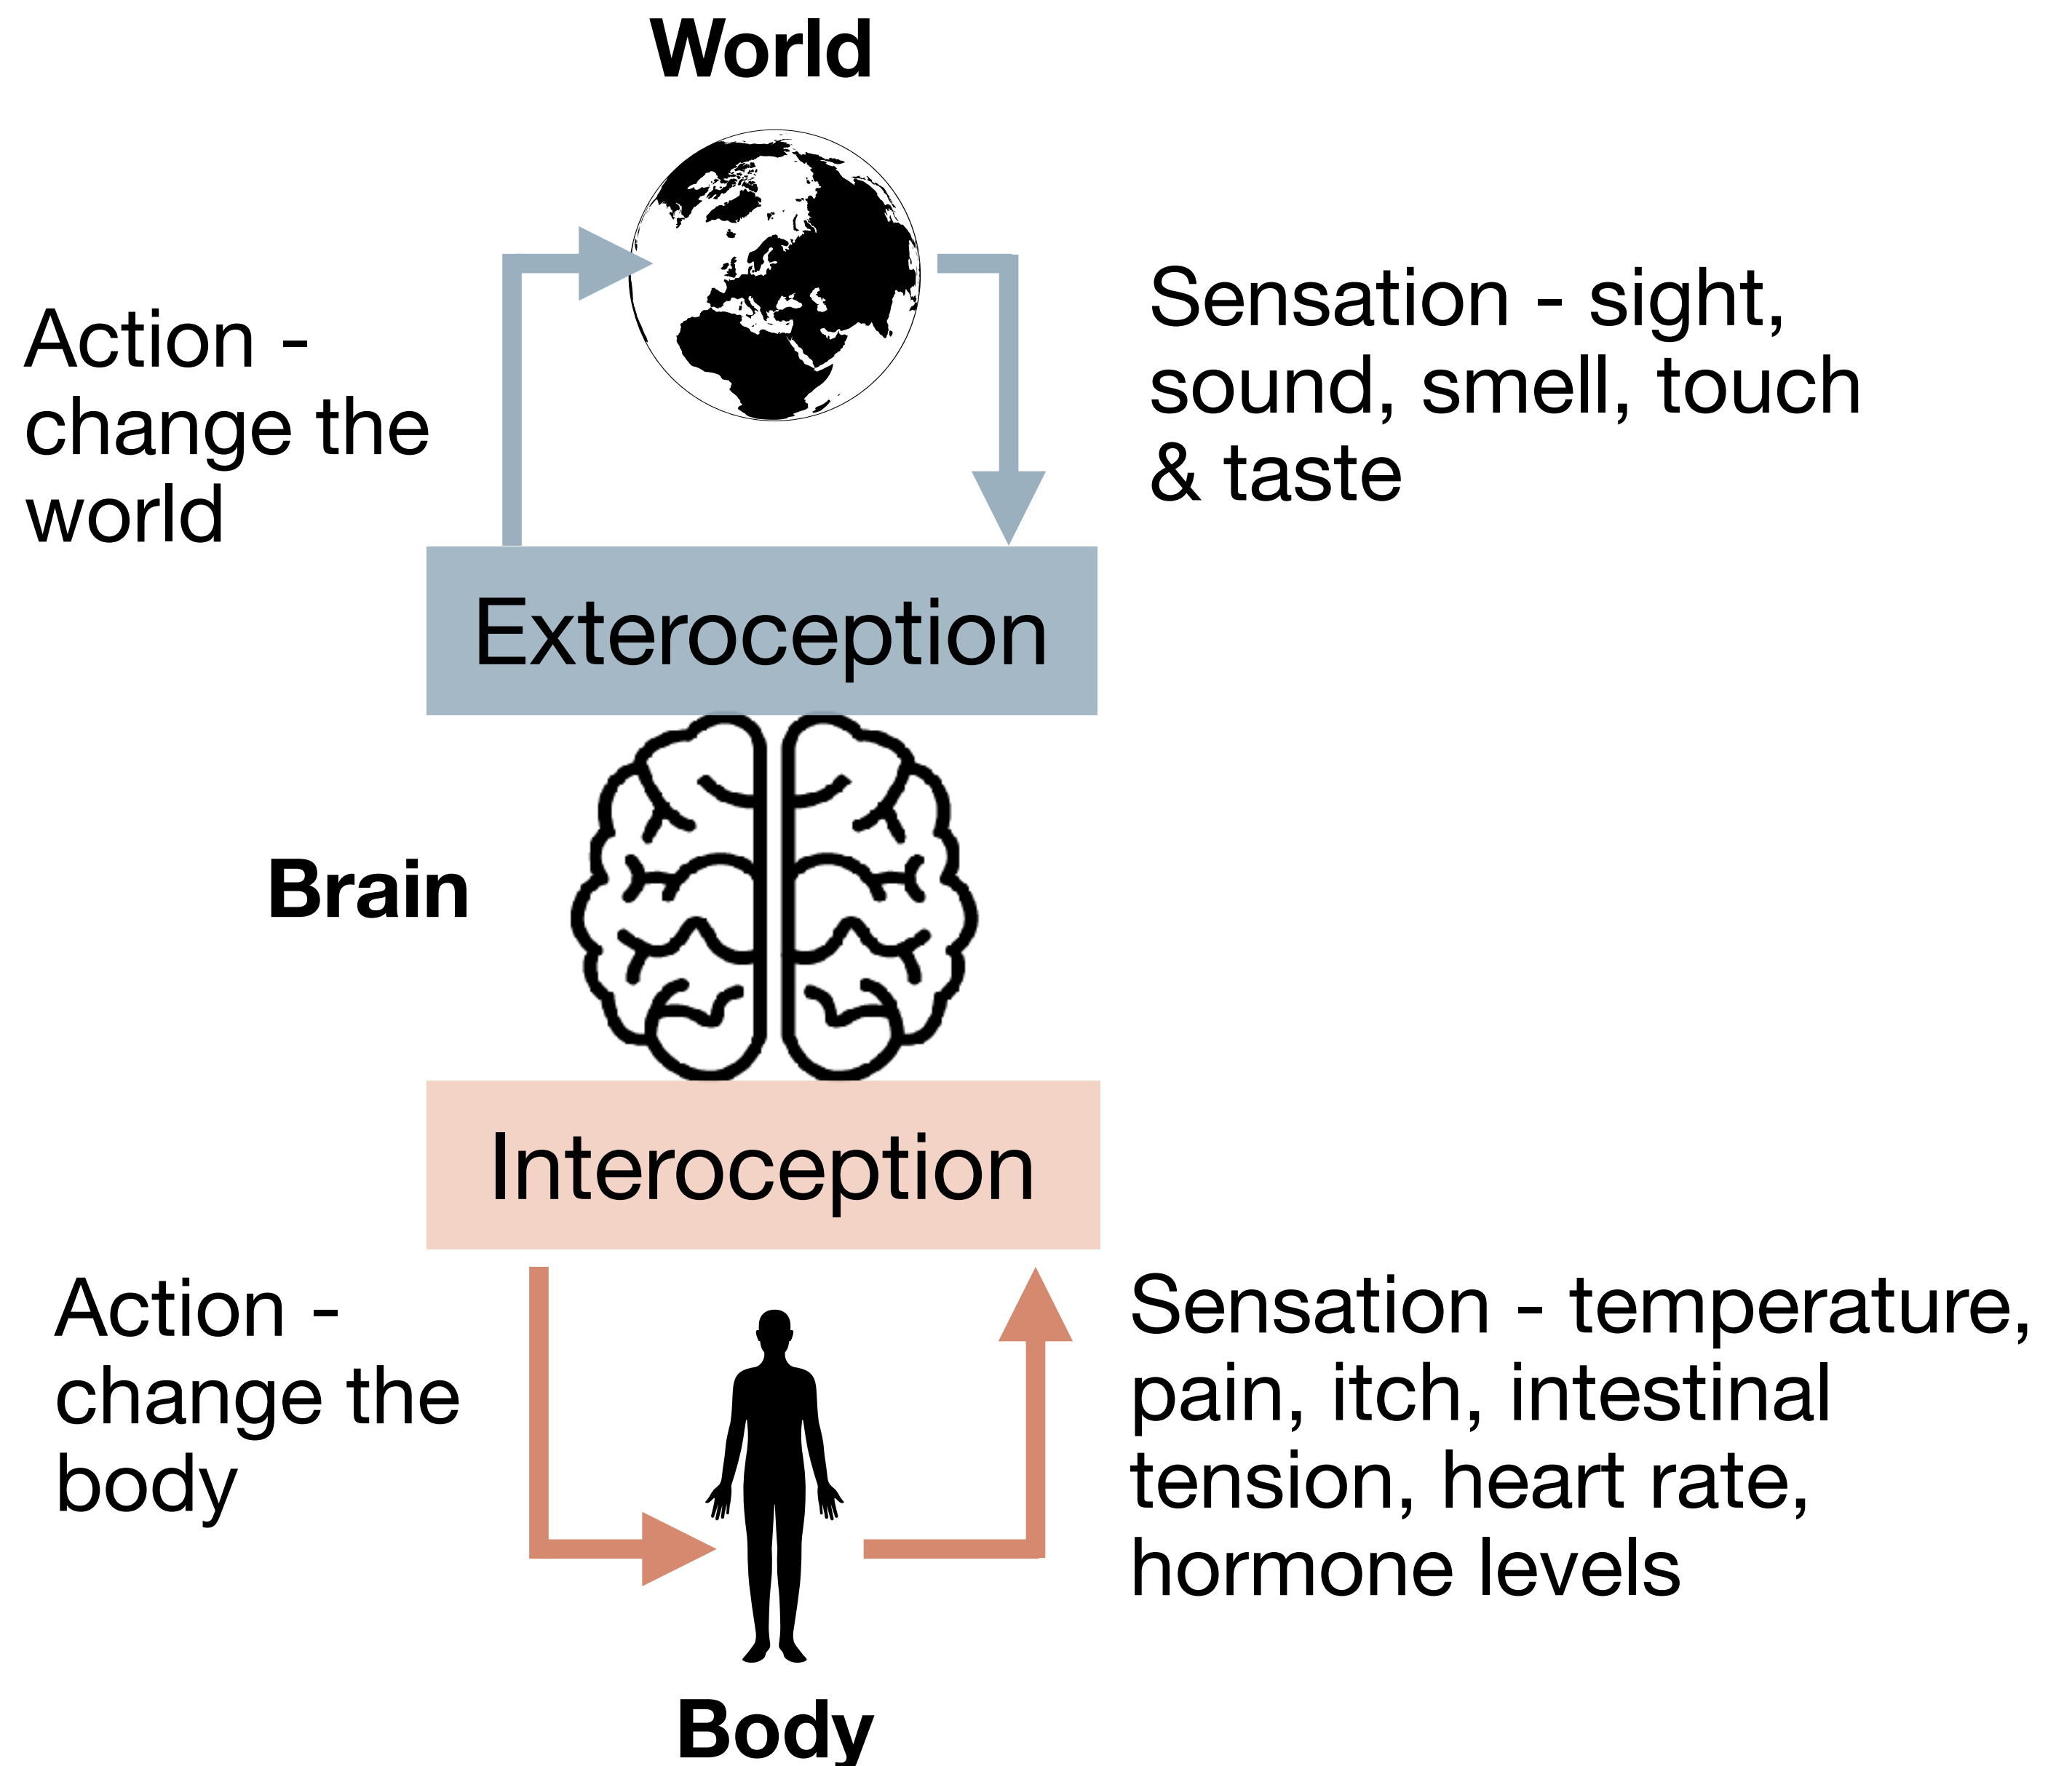 World
Action -
change the
world
Sensation - sight,
sound, smell, touch
& taste
Exteroception
Brain
Interoception
Action -
change the
body
Sensation - temperature,
pain, itch, intestinal
tension, heart rate,
hormone levels
Body